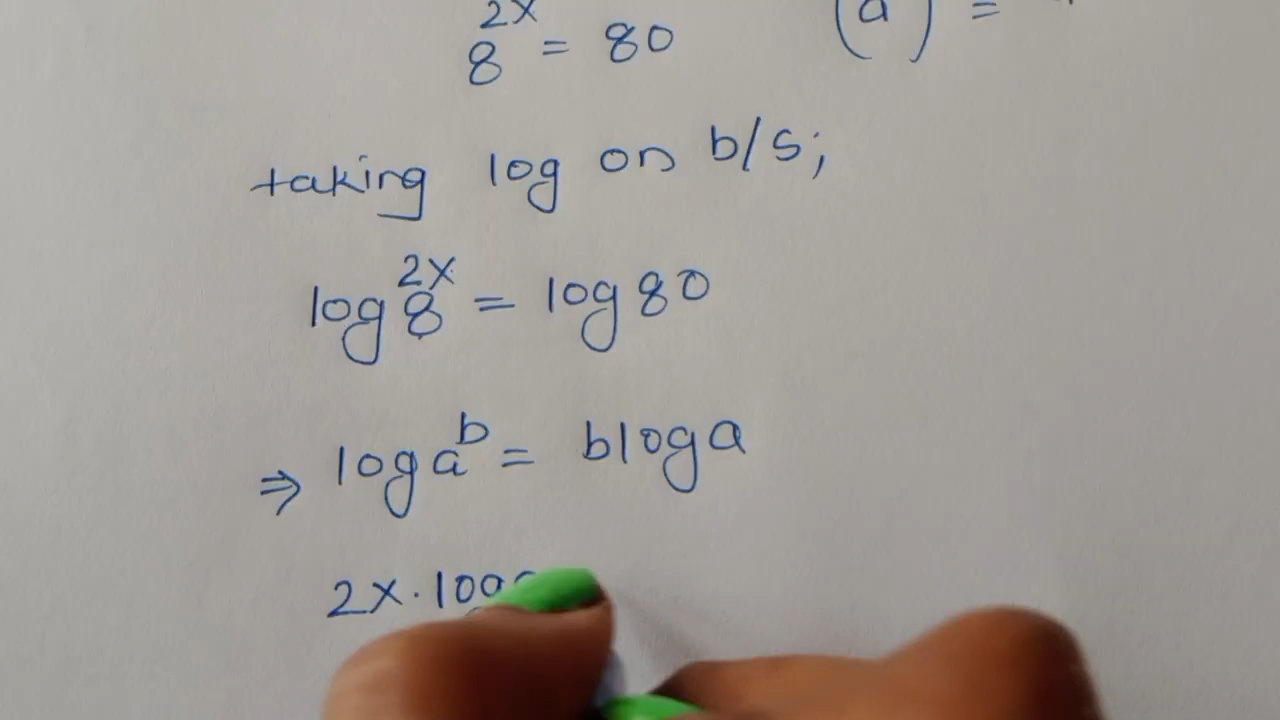 8^{2x} = 80 (a ) =
taking log on b/s;
log 8^{2x} = log 80
⇒ log a^b = b log a
2x . log